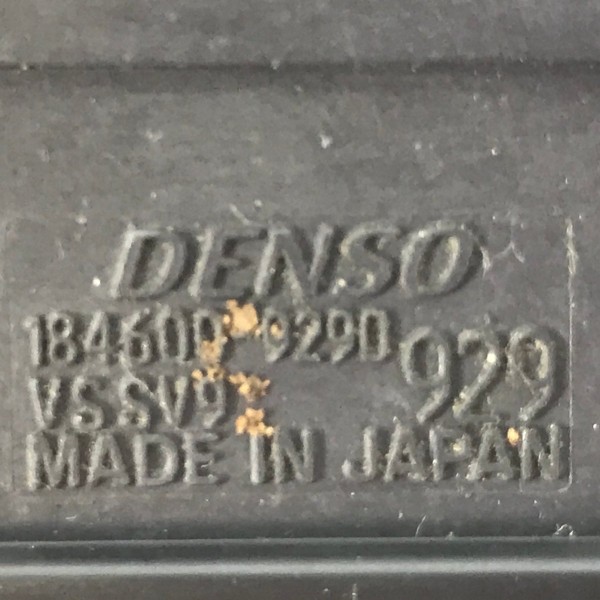 DENSO
184600-9290
VSSV9
929
MADE IN JAPAN